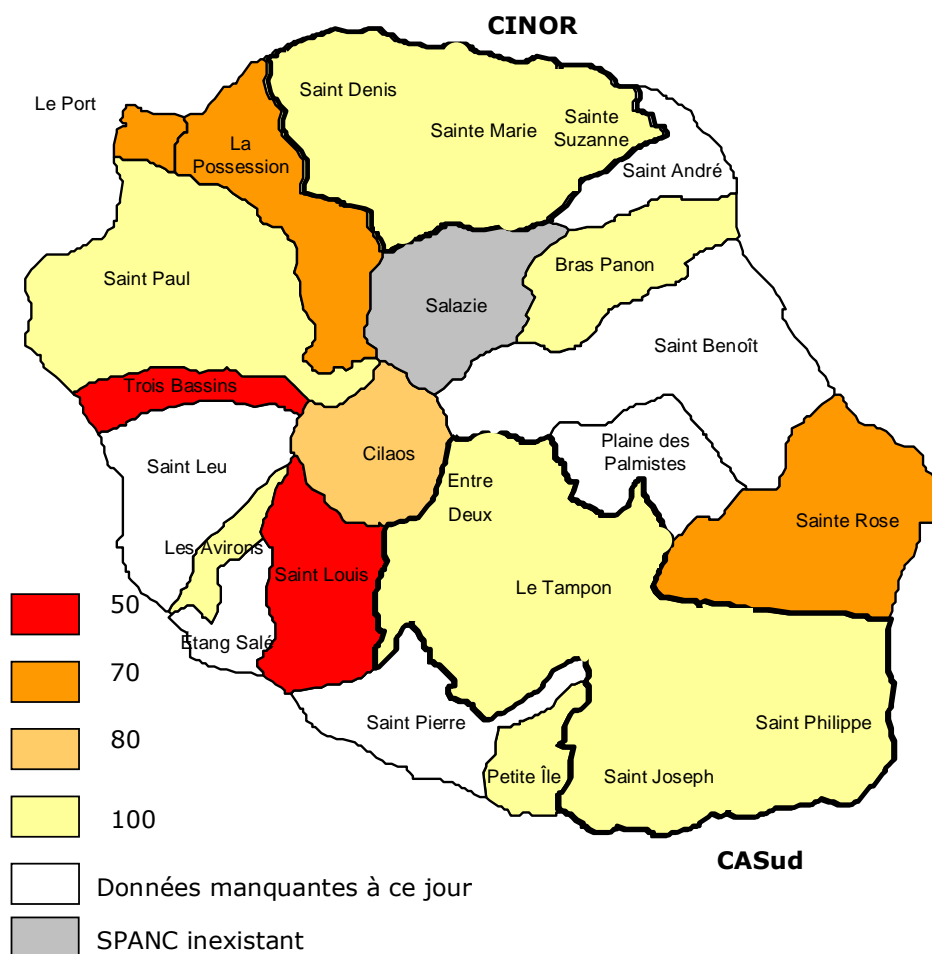 CINOR
Saint Denis
Le Port
Sainte Marie
Sainte
Suzanne
La
Possession
Saint André
Saint Paul
Bras Panon
Salazie
Saint Benoît
Trois Bassins
Plaine des
Palmistes
Cilaos
Saint Leu
Entre
Deux
Sainte Rose
Les Avirons
Saint Louis
Le Tampon
Etang Salé
Saint Pierre
Saint Philippe
Petite Île
Saint Joseph
CASud
50
70
80
100
Données manquantes à ce jour
SPANC inexistant